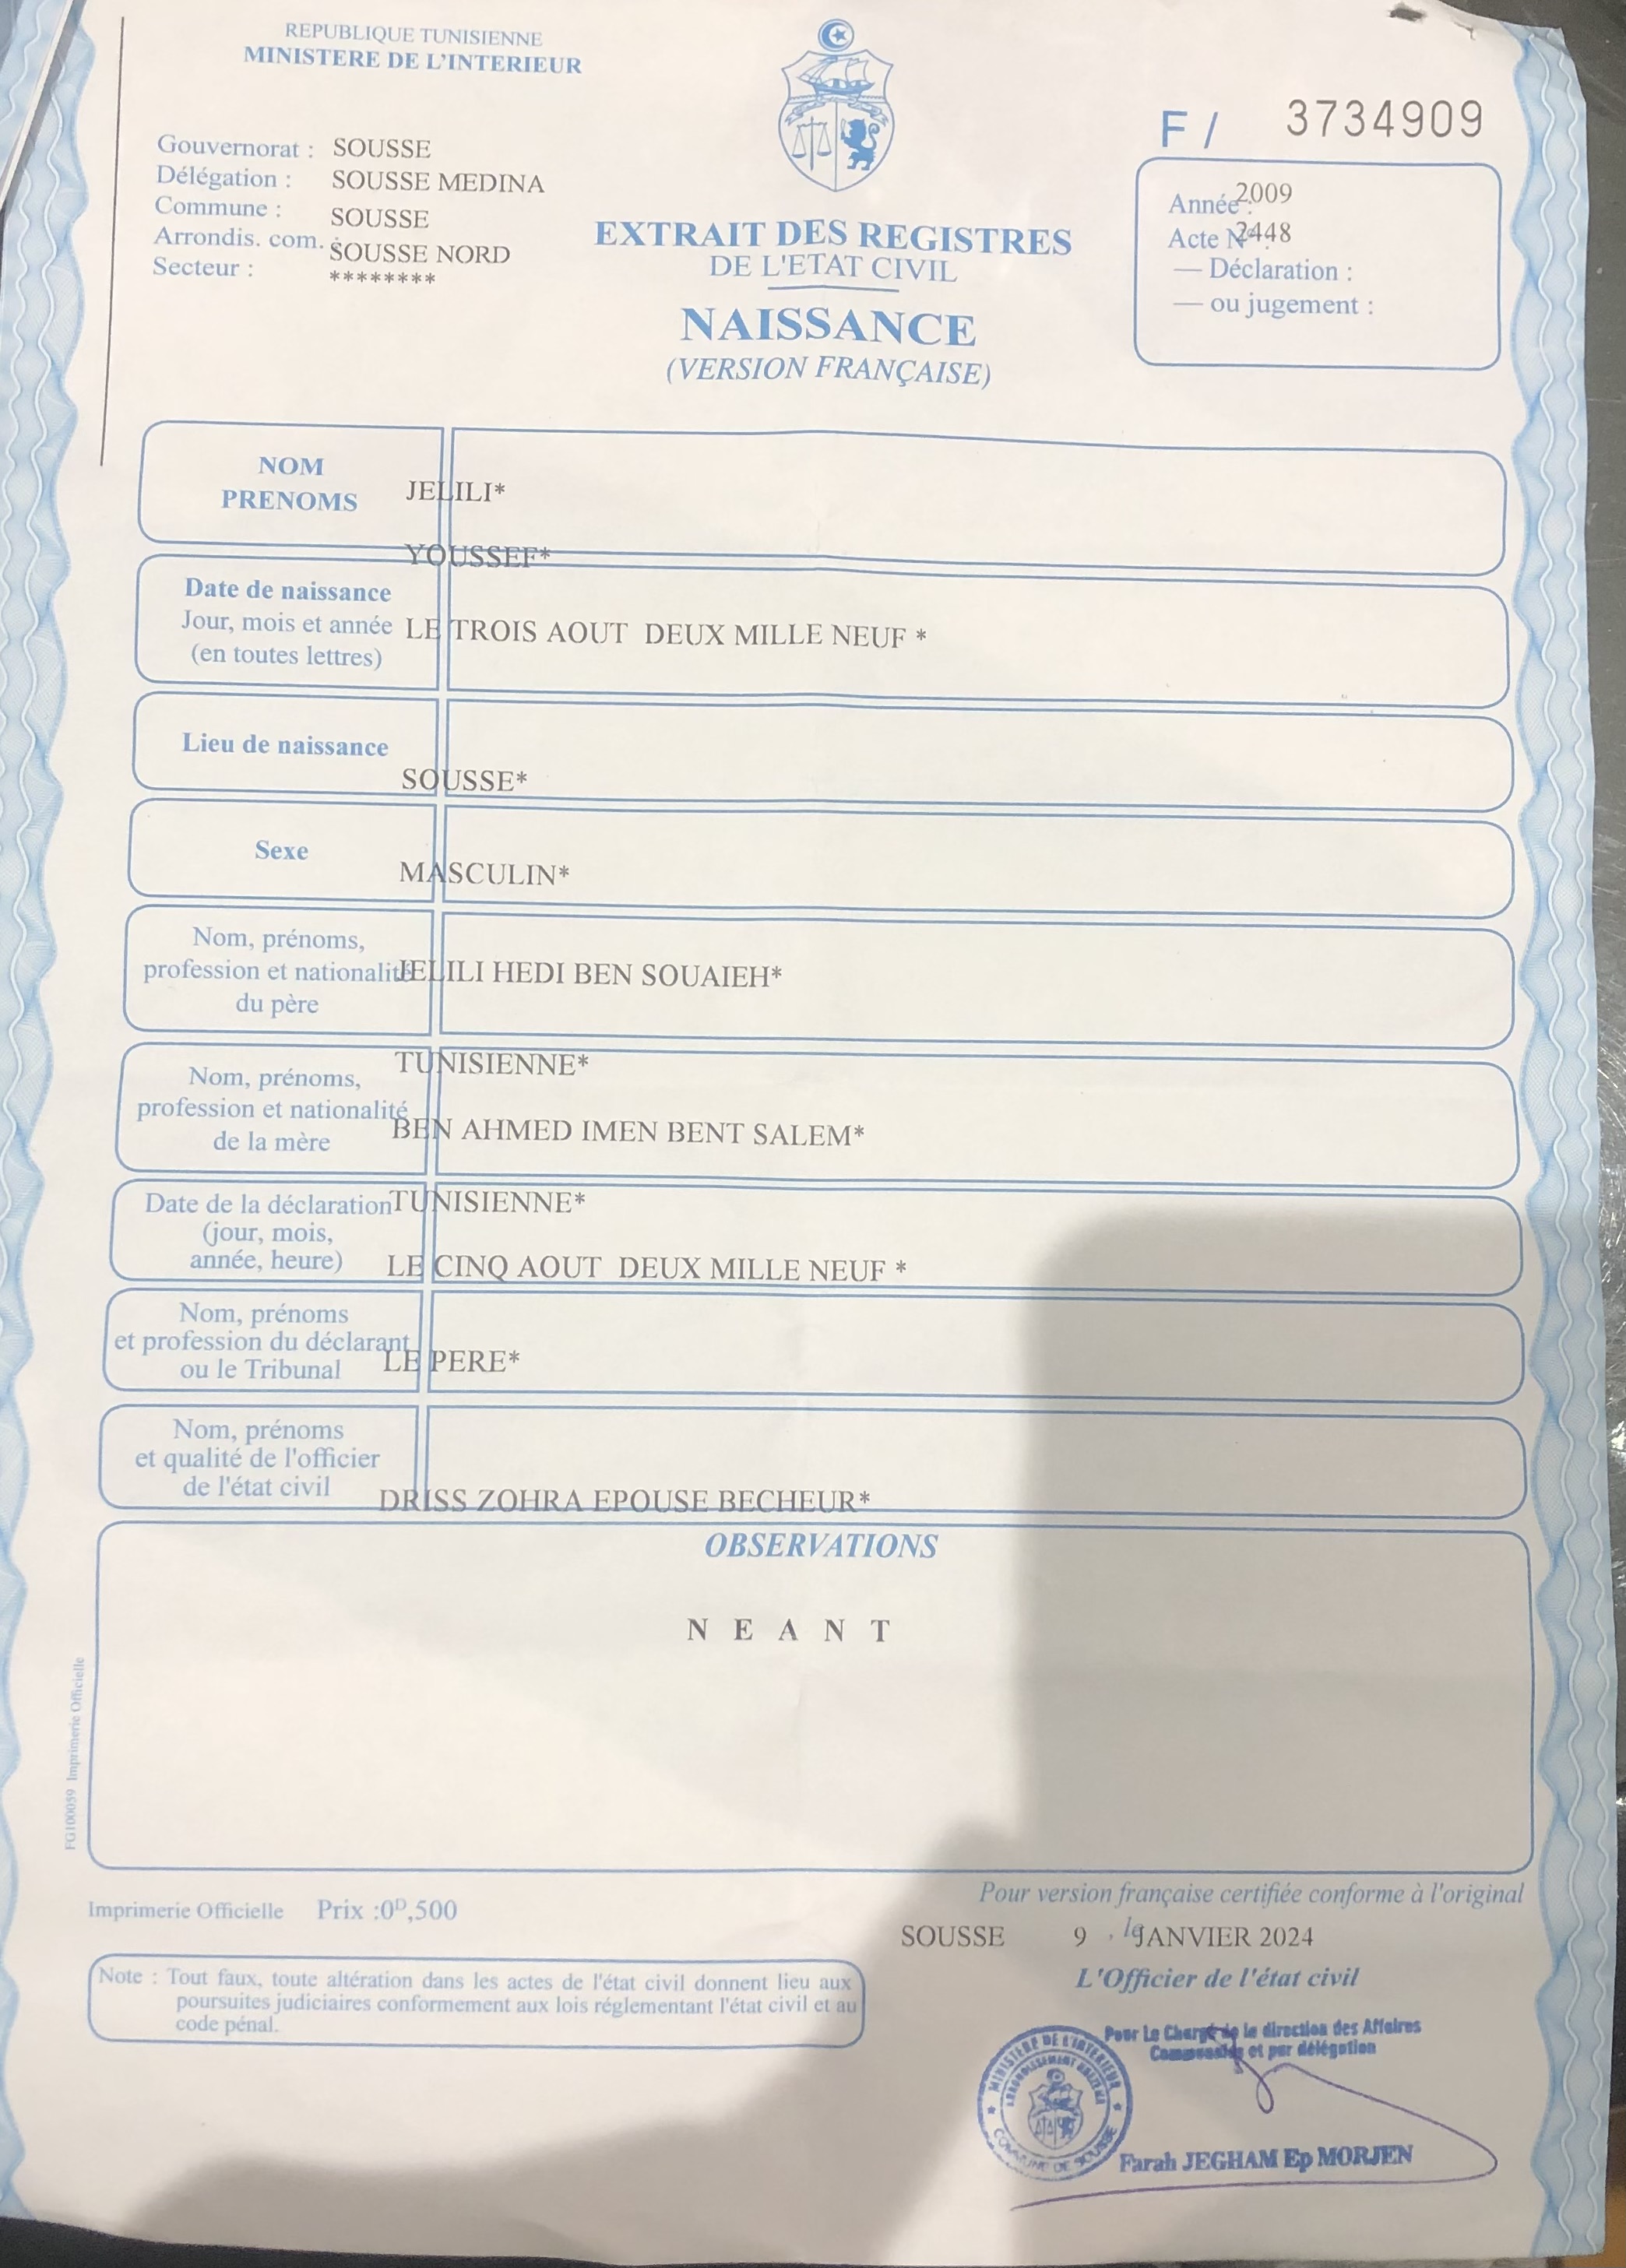 REPUBLIQUE TUNISIENNE
MINISTERE DE L'INTERIEUR
Gouvernorat : SOUSSE
Délégation : SOUSSE MEDINA
Commune : SOUSSE
Arrondis. com. : SOUSSE NORD
Secteur : ********
EXTRAIT DES REGISTRES
DE L'ETAT CIVIL
NAISSANCE
(VERSION FRANÇAISE)
F / 3734909
Année : 2009
Acte N° : 2448
— Déclaration :
— ou jugement :
NOM
PRENOMS
JELILI*
YOUSSEF*
Date de naissance
Jour, mois et année
(en toutes lettres)
LE TROIS AOUT DEUX MILLE NEUF *
Lieu de naissance
SOUSSE*
Sexe
MASCULIN*
Nom, prénoms,
profession et nationalité
du père
JELILI HEDI BEN SOUAIEH*
TUNISIENNE*
Nom, prénoms,
profession et nationalité
de la mère
BEN AHMED IMEN BENT SALEM*
TUNISIENNE*
Date de la déclaration
(jour, mois,
année, heure)
LE CINQ AOUT DEUX MILLE NEUF *
Nom, prénoms
et profession du déclarant
ou le Tribunal
LE PERE*
Nom, prénoms
et qualité de l'officier
de l'état civil
DRISS ZOHRA EPOUSE BECHEUR*
OBSERVATIONS
N E A N T
FG100059 Imprimerie Officielle
Imprimerie Officielle Prix :0ᴰ,500
Pour version française certifiée conforme à l'original
SOUSSE 9 , le JANVIER 2024
L'Officier de l'état civil
Note : Tout faux, toute altération dans les actes de l'état civil donnent lieu aux
poursuites judiciaires conformement aux lois réglementant l'état civil et au
code pénal.
Pour Le Chargé de le direction des Affaires
Communales et par délégation
MINISTERE DE L'INTERIEUR
ARRONDISSEMENT
COMMUNE DE SOUSSE
Farah JEGHAM Ep MORJEN